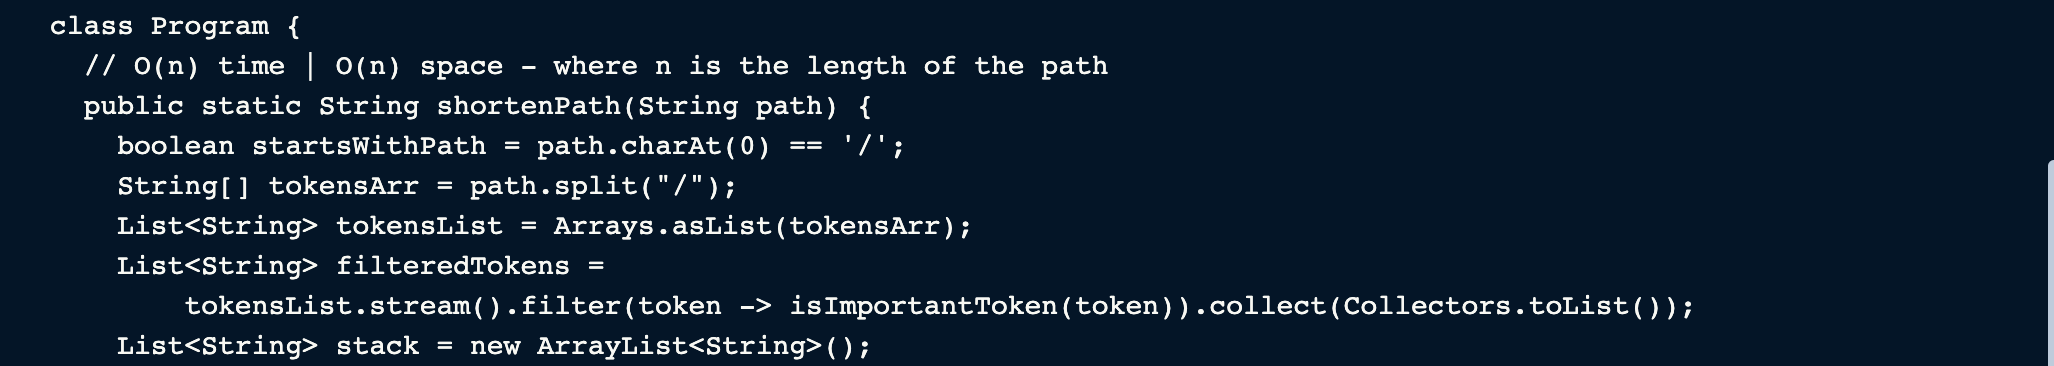 class Program {
// O(n) time | O(n) space – where n is the length of the path
public static String shortenPath(String path) {
boolean startsWithPath = path.charAt(0) == '/';
String[] tokensArr = path.split("/");
List<String> tokensList = Arrays.asList(tokensArr);
List<String> filteredTokens =
tokensList.stream().filter(token -> isImportantToken(token)).collect(Collectors.toList());
List<String> stack = new ArrayList<String>();